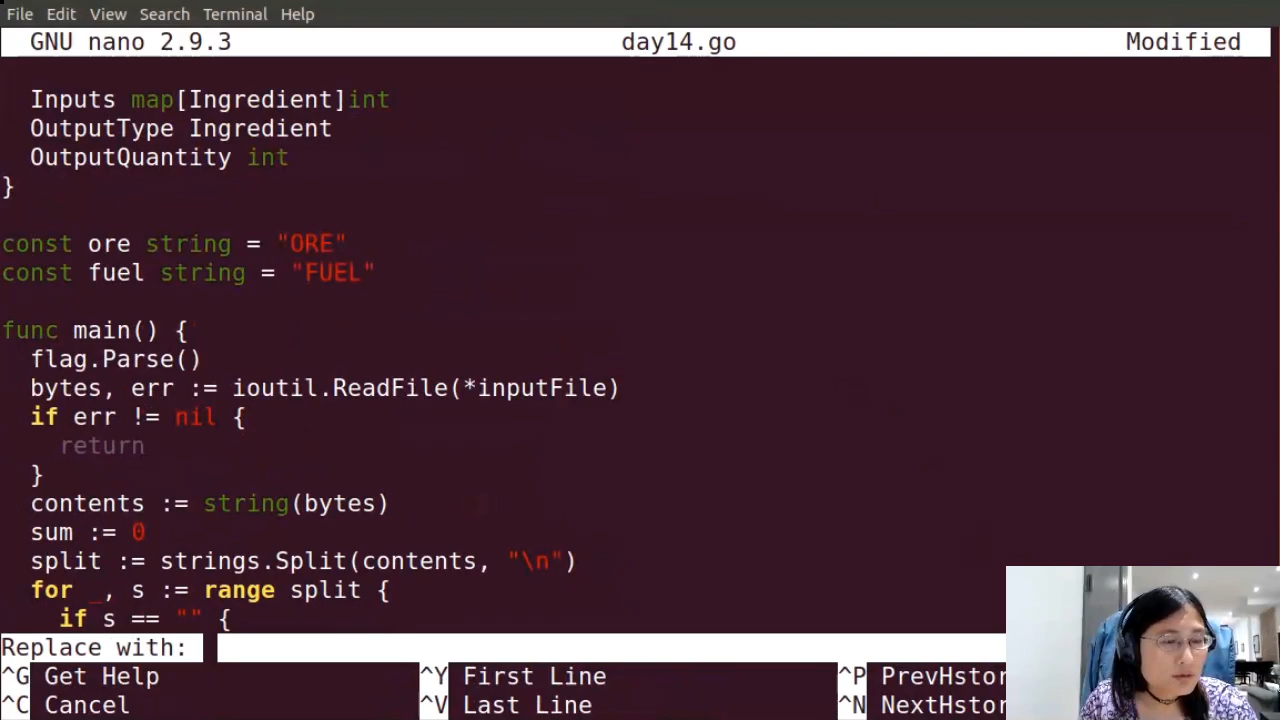 File Edit View Search Terminal Help
GNU nano 2.9.3 day14.go Modified
Inputs map[Ingredient]int
OutputType Ingredient
OutputQuantity int
}
const ore string = "ORE"
const fuel string = "FUEL"
func main() {
flag.Parse()
bytes, err := ioutil.ReadFile(*inputFile)
if err != nil {
return
}
contents := string(bytes)
sum := 0
split := strings.Split(contents, "\n")
for _, s := range split {
if s == "" {
Replace with:
^G Get Help ^Y First Line ^P PrevHstor
^C Cancel ^V Last Line ^N NextHstor